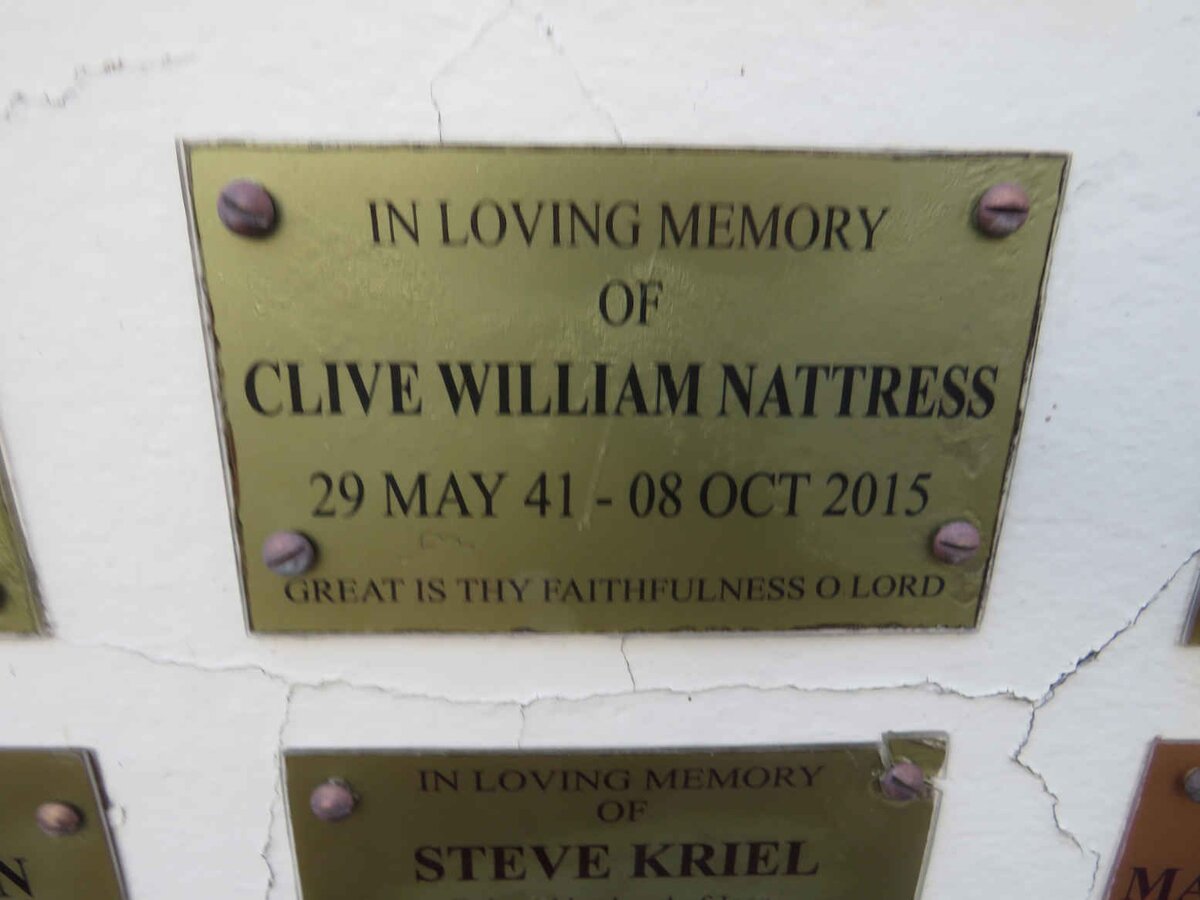 IN LOVING MEMORY
OF
CLIVE WILLIAM NATTRESS
29 MAY 41 - 08 OCT 2015
GREAT IS THY FAITHFULNESS O LORD
IN LOVING MEMORY
OF
STEVE KRIEL